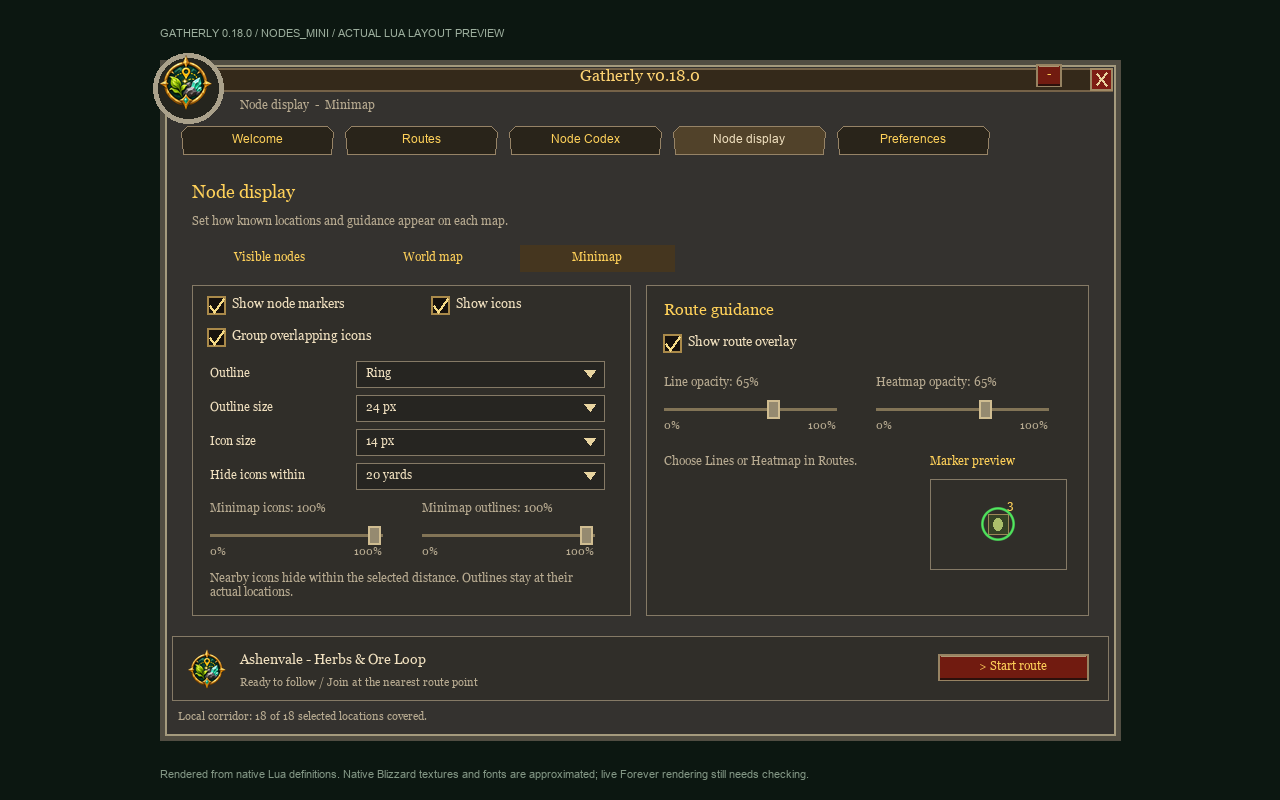 GATHERLY 0.18.0 / NODES_MINI / ACTUAL LUA LAYOUT PREVIEW
Gatherly v0.18.0
-
X
Node display - Minimap
Welcome
Routes
Node Codex
Node display
Preferences
Node display
Set how known locations and guidance appear on each map.
Visible nodes
World map
Minimap
Show node markers
Show icons
Group overlapping icons
Outline
Ring
Outline size
24 px
Icon size
14 px
Hide icons within
20 yards
Minimap icons: 100%
Minimap outlines: 100%
0%
100%
0%
100%
Nearby icons hide within the selected distance. Outlines stay at their
actual locations.
Route guidance
Show route overlay
Line opacity: 65%
Heatmap opacity: 65%
0%
100%
0%
100%
Choose Lines or Heatmap in Routes.
Marker preview
3
Ashenvale - Herbs & Ore Loop
Ready to follow / Join at the nearest route point
> Start route
Local corridor: 18 of 18 selected locations covered.
Rendered from native Lua definitions. Native Blizzard textures and fonts are approximated; live Forever rendering still needs checking.